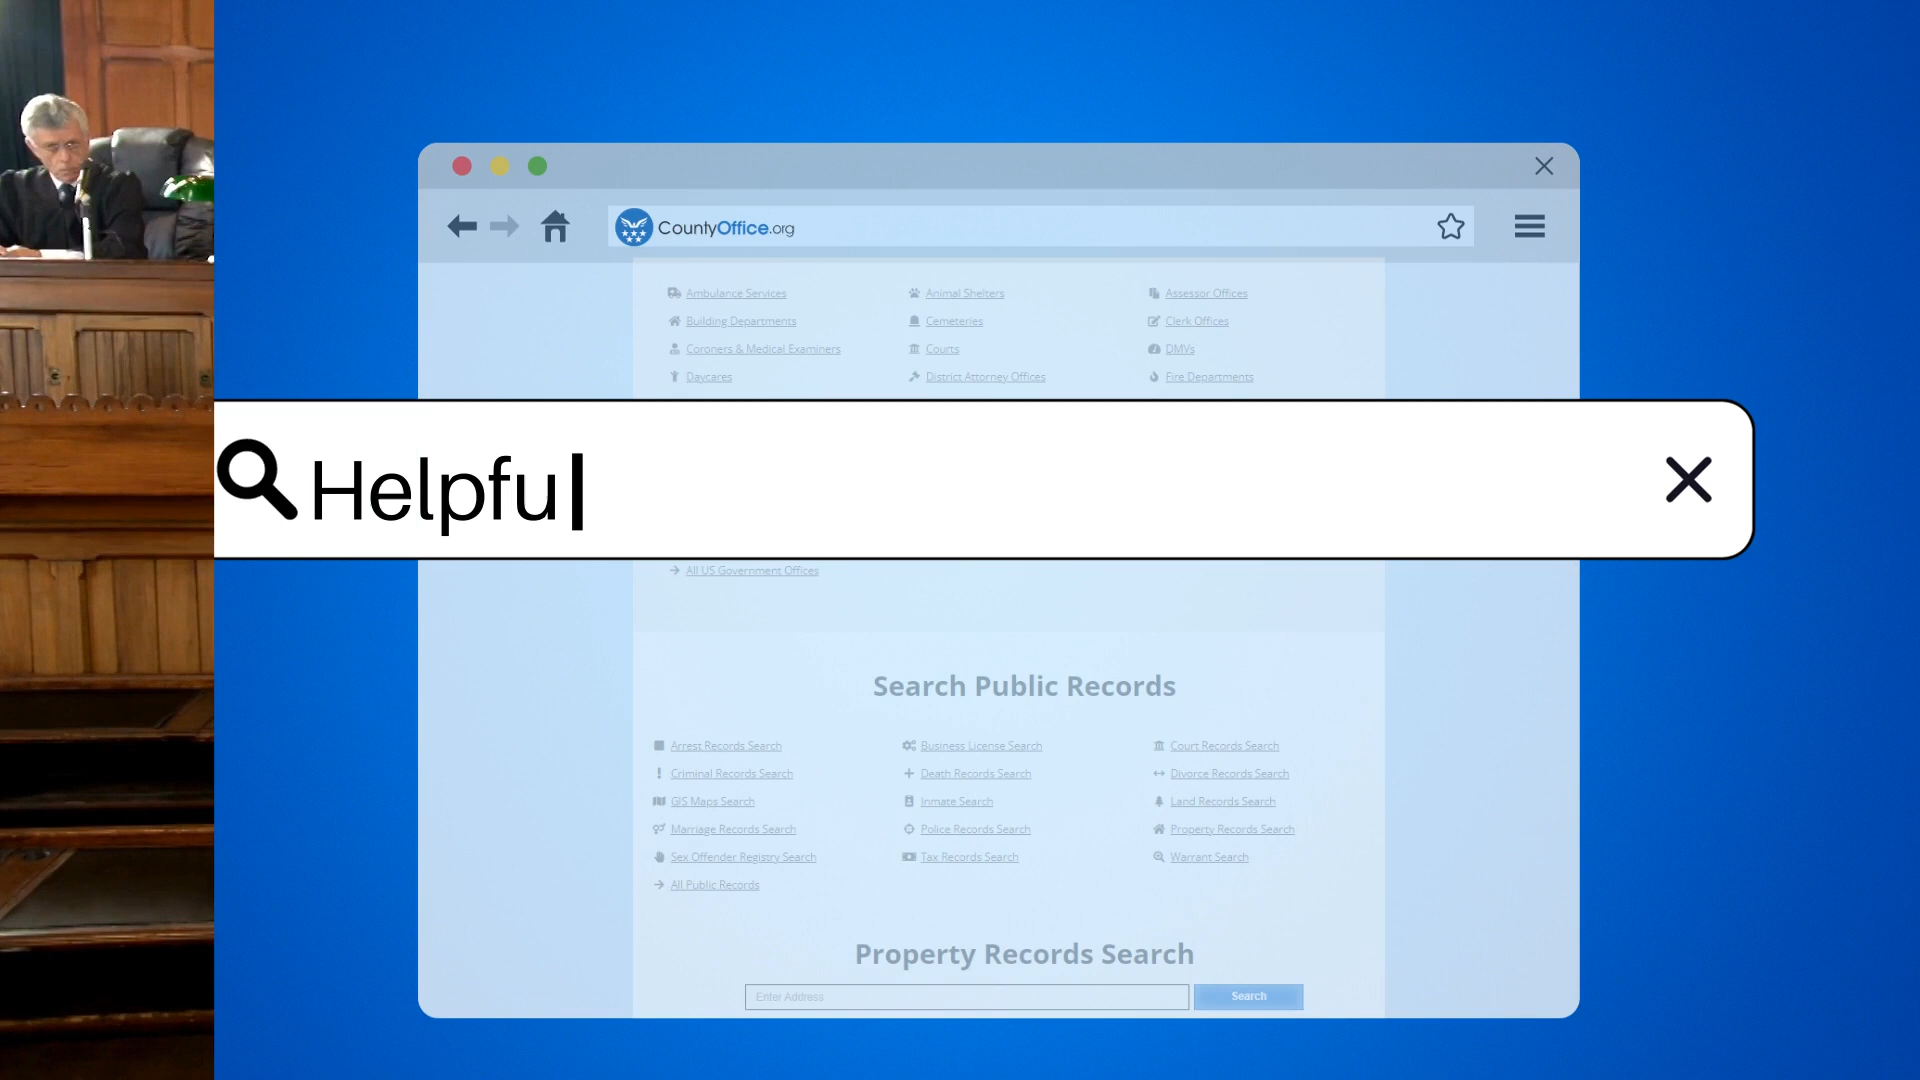 CountyOffice.org
Ambulance Services Animal Shelters Assessor Offices
Building Departments Cemeteries Clerk Offices
Coroners & Medical Examiners Courts DMVs
Daycares District Attorney Offices Fire Departments
Helpfu
All US Government Offices
Search Public Records
Arrest Records Search Business License Search Court Records Search
Criminal Records Search Death Records Search Divorce Records Search
GIS Maps Search Inmate Search Land Records Search
Marriage Records Search Police Records Search Property Records Search
Sex Offender Registry Search Tax Records Search Warrant Search
All Public Records
Property Records Search
Enter Address Search